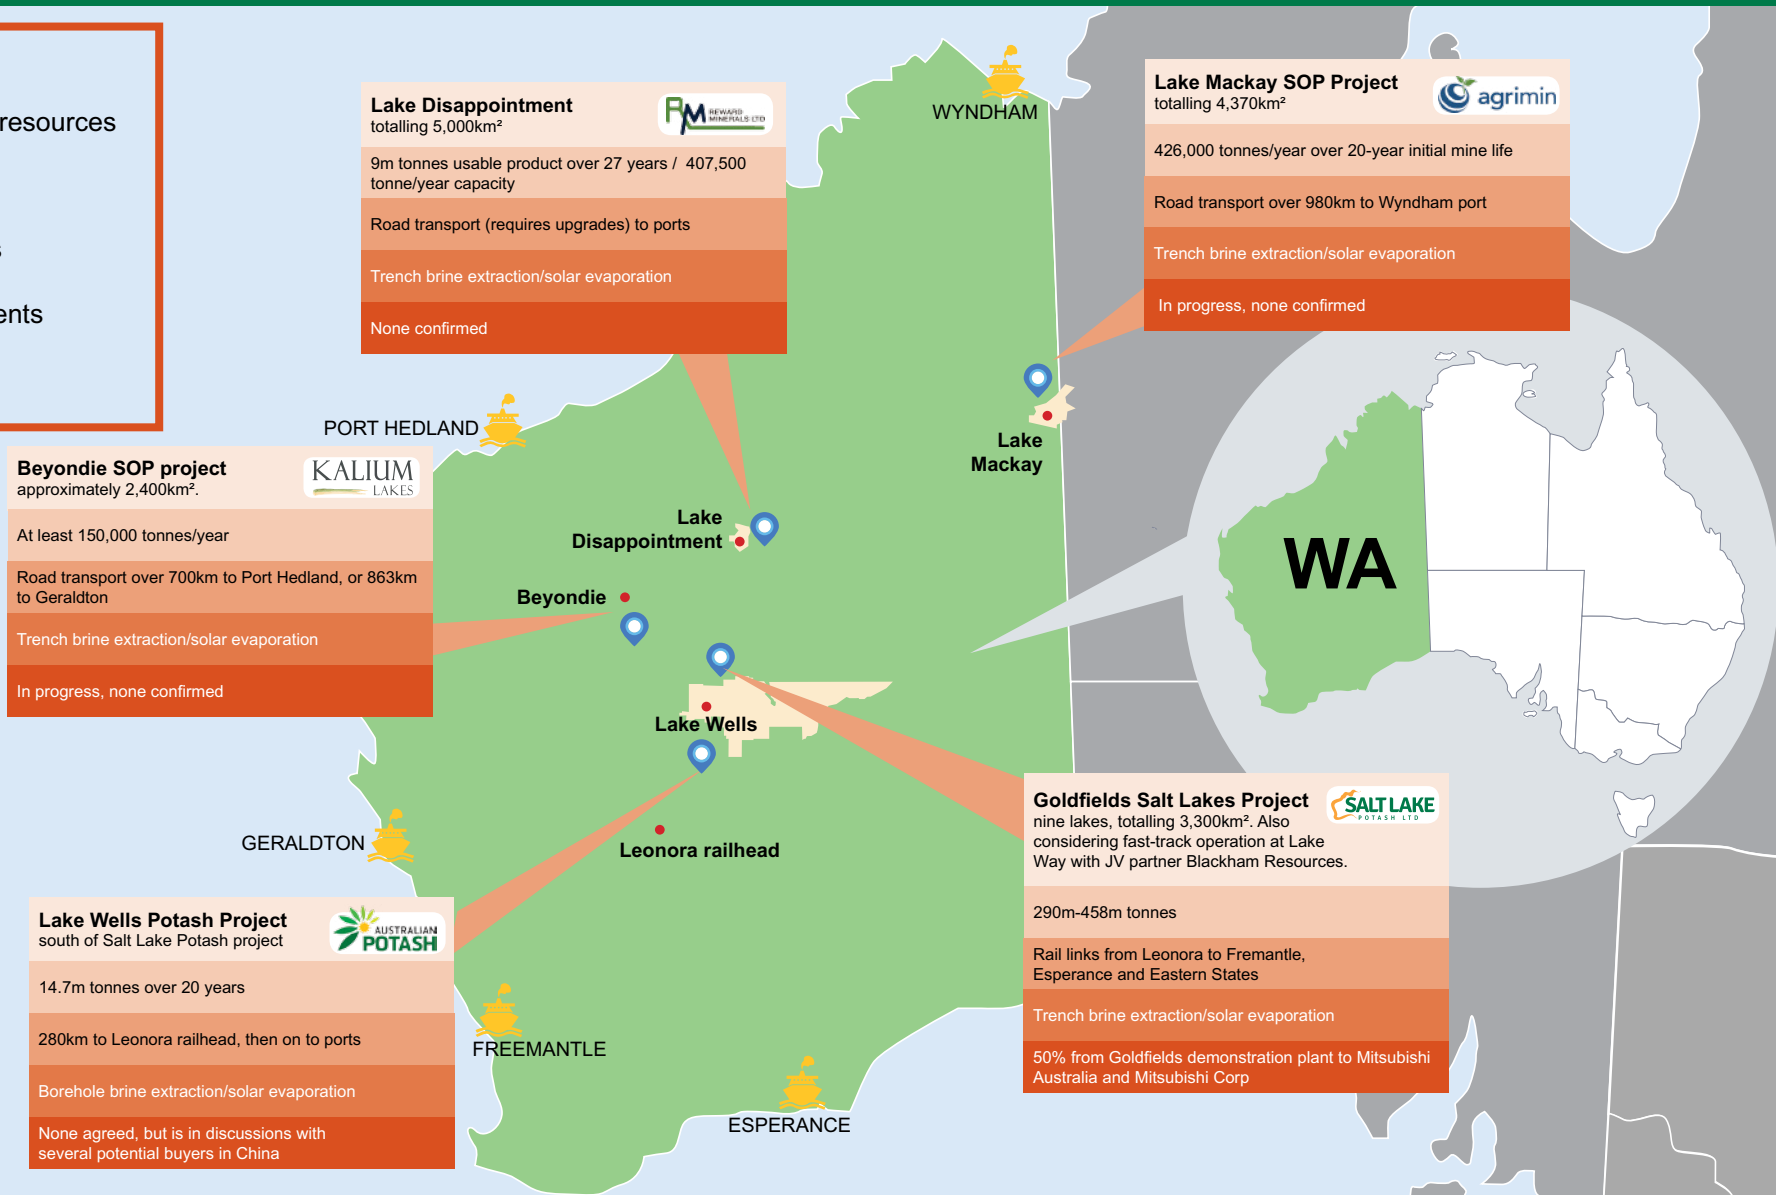 resources
s
ents
Lake Disappointment
totalling 5,000km²
RM REWARD
MINERALS LTD
9m tonnes usable product over 27 years / 407,500
tonne/year capacity
Road transport (requires upgrades) to ports
Trench brine extraction/solar evaporation
None confirmed
WYNDHAM
Lake Mackay SOP Project
totalling 4,370km²
agrimin
426,000 tonnes/year over 20-year initial mine life
Road transport over 980km to Wyndham port
Trench brine extraction/solar evaporation
In progress, none confirmed
PORT HEDLAND
Lake
Mackay
Beyondie SOP project
approximately 2,400km².
KALIUM
LAKES
At least 150,000 tonnes/year
Road transport over 700km to Port Hedland, or 863km
to Geraldton
Trench brine extraction/solar evaporation
In progress, none confirmed
Lake
Disappointment
Beyondie
WA
Lake Wells
GERALDTON
Leonora railhead
Goldfields Salt Lakes Project
nine lakes, totalling 3,300km². Also
considering fast-track operation at Lake
Way with JV partner Blackham Resources.
SALT LAKE
POTASH LTD
290m-458m tonnes
Rail links from Leonora to Fremantle,
Esperance and Eastern States
Trench brine extraction/solar evaporation
50% from Goldfields demonstration plant to Mitsubishi
Australia and Mitsubishi Corp
Lake Wells Potash Project
south of Salt Lake Potash project
AUSTRALIAN
POTASH
14.7m tonnes over 20 years
280km to Leonora railhead, then on to ports
Borehole brine extraction/solar evaporation
None agreed, but is in discussions with
several potential buyers in China
FREEMANTLE
ESPERANCE